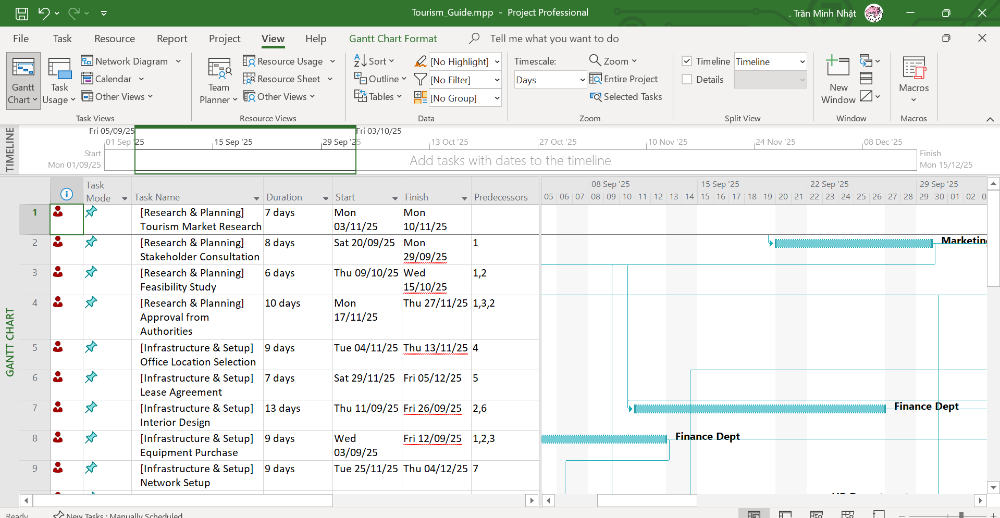 Tourism_Guide.mpp - Project Professional
. Trần Minh Nhật
File Task Resource Report Project View Help Gantt Chart Format Tell me what you want to do
Gantt Chart
Task Usage
Network Diagram
Calendar
Other Views
Task Views
Team Planner
Resource Usage
Resource Sheet
Other Views
Resource Views
Sort
Outline
Tables
[No Highlight]
[No Filter]
[No Group]
Data
Timescale:
Days
Zoom
Entire Project
Selected Tasks
Zoom
Timeline Timeline
Details
Split View
New Window
Window
Macros
Macros
TIMELINE
Fri 05/09/25 Fri 03/10/25
01 Sep '25 15 Sep '25 29 Sep '25 13 Oct '25 27 Oct '25 10 Nov '25 24 Nov '25 08 Dec '25
Start
Mon 01/09/25
Add tasks with dates to the timeline
Finish
Mon 15/12/25
GANTT CHART
Task Mode Task Name Duration Start Finish Predecessors
1 [Research & Planning] Tourism Market Research 7 days Mon 03/11/25 Mon 10/11/25
2 [Research & Planning] Stakeholder Consultation 8 days Sat 20/09/25 Mon 29/09/25 1
3 [Research & Planning] Feasibility Study 6 days Thu 09/10/25 Wed 15/10/25 1,2
4 [Research & Planning] Approval from Authorities 10 days Mon 17/11/25 Thu 27/11/25 1,3,2
5 [Infrastructure & Setup] Office Location Selection 9 days Tue 04/11/25 Thu 13/11/25 4
6 [Infrastructure & Setup] Lease Agreement 7 days Sat 29/11/25 Fri 05/12/25 5
7 [Infrastructure & Setup] Interior Design 13 days Thu 11/09/25 Fri 26/09/25 2,6
8 [Infrastructure & Setup] Equipment Purchase 9 days Wed 03/09/25 Fri 12/09/25 1,2,3
9 [Infrastructure & Setup] Network Setup 9 days Tue 25/11/25 Thu 04/12/25 7
08 Sep '25 15 Sep '25 22 Sep '25 29 Sep '25
05 06 07 08 09 10 11 12 13 14 15 16 17 18 19 20 21 22 23 24 25 26 27 28 29 30 01 02
Marketing
Finance Dept
Finance Dept
Ready New Tasks : Manually Scheduled